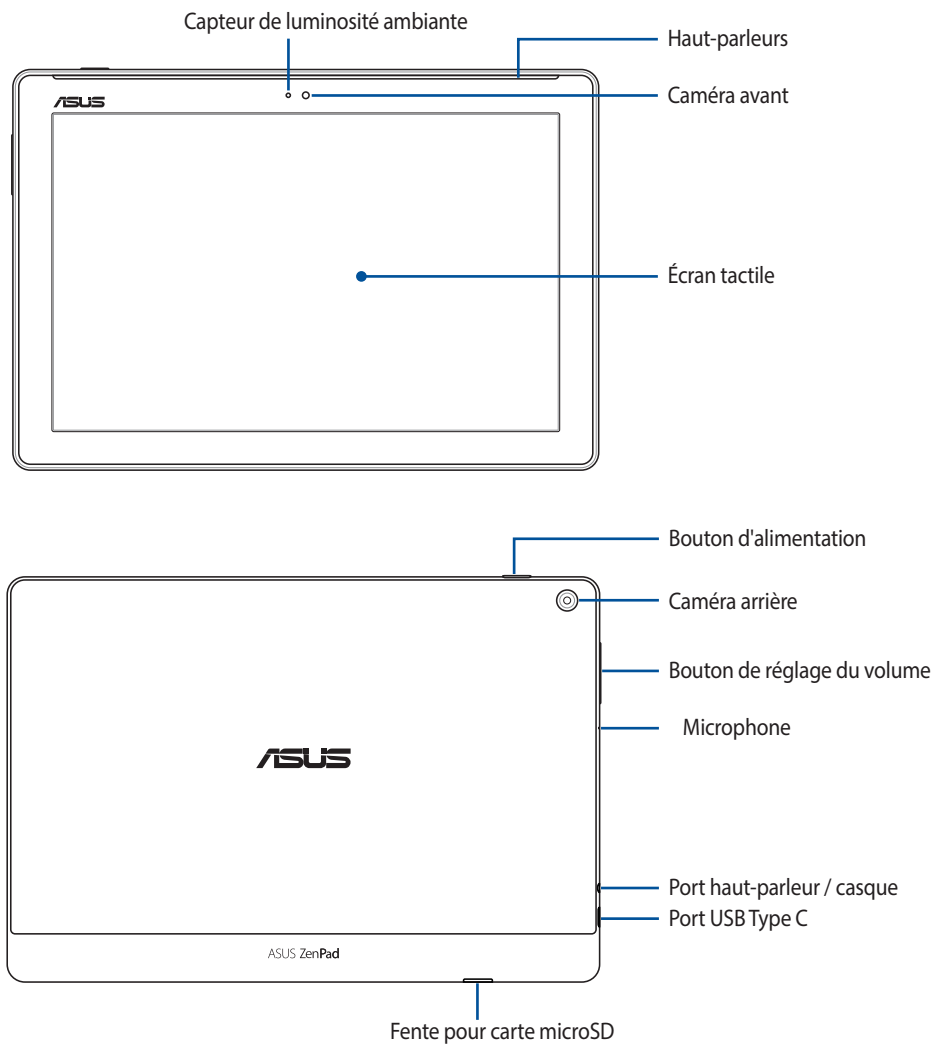 Capteur de luminosité ambiante
Haut-parleurs
Caméra avant
ASUS
Écran tactile
Bouton d'alimentation
Caméra arrière
Bouton de réglage du volume
Microphone
ASUS
Port haut-parleur / casque
Port USB Type C
ASUS ZenPad
Fente pour carte microSD